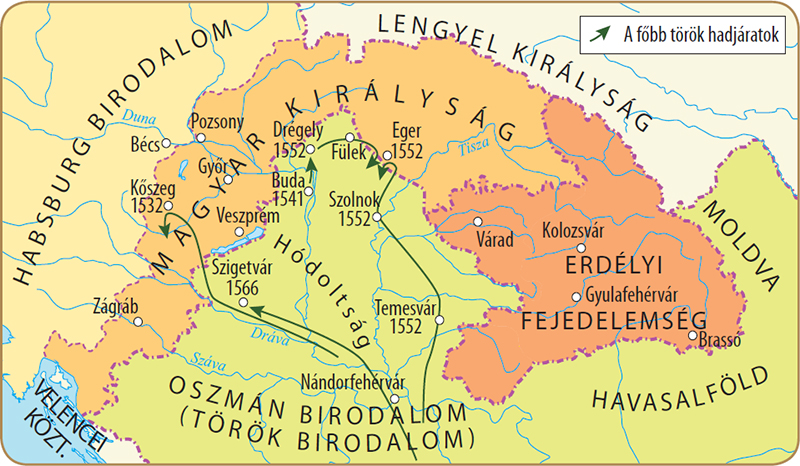 LENGYEL KIRÁLYSÁG
A főbb török hadjáratok
HABSBURG BIRODALOM
MAGYAR KIRÁLYSÁG
Duna
Pozsony
Bécs
Drégely
1552
Fülek
Eger
1552
Tisza
Győr
Kőszeg
1532
Buda
1541
Szolnok
1552
Veszprém
MOLDVA
Várad
Kolozsvár
Hódoltság
ERDÉLYI
FEJEDELEMSÉG
Szigetvár
1566
Gyulafehérvár
Zágráb
Temesvár
1552
Brassó
Dráva
Száva
Nándorfehérvár
VELENCEI
KÖZT.
OSZMÁN BIRODALOM
(TÖRÖK BIRODALOM)
HAVASALFÖLD